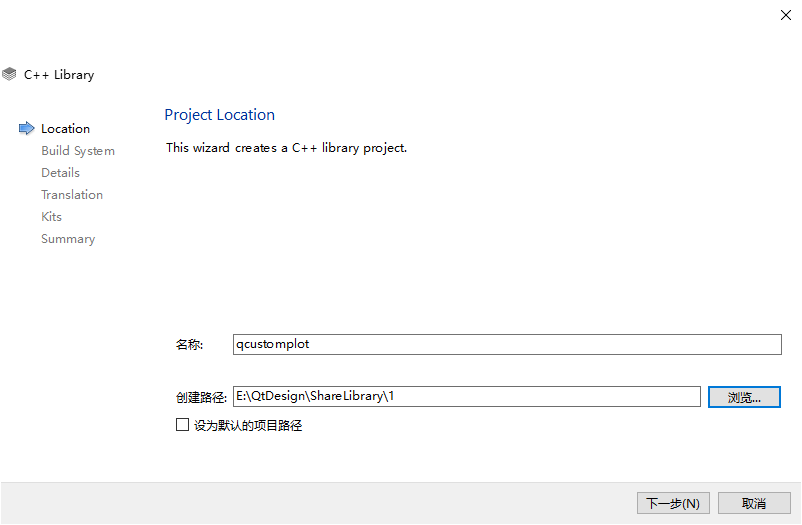 C++ Library
Location
Build System
Details
Translation
Kits
Summary
Project Location
This wizard creates a C++ library project.
名称: qcustomplot
创建路径: E:\QtDesign\ShareLibrary\1 浏览...
设为默认的项目路径
下一步(N) 取消